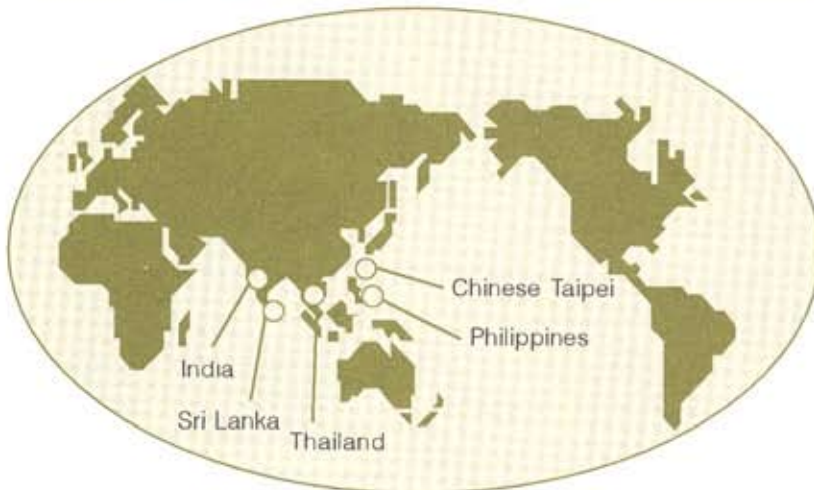 Chinese Taipei
Philippines
India
Sri Lanka
Thailand